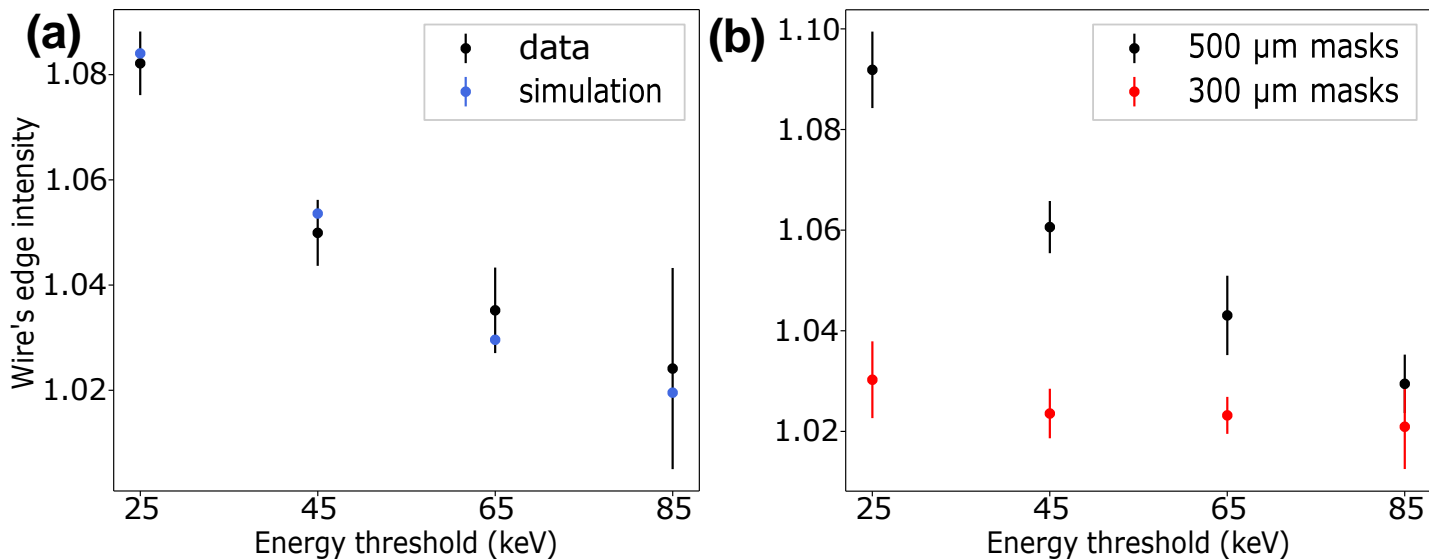 (a)
data
simulation
1.08
1.06
1.04
1.02
Wire's edge intensity
25 45 65 85
Energy threshold (keV)
(b)
500 µm masks
300 µm masks
1.10
1.08
1.06
1.04
1.02
25 45 65 85
Energy threshold (keV)